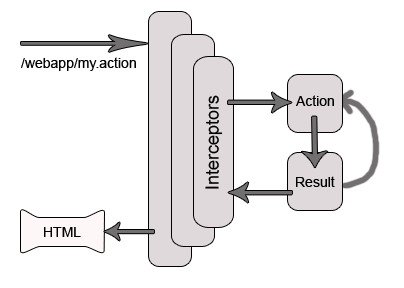 /webapp/my.action
Interceptors
Action
Result
HTML